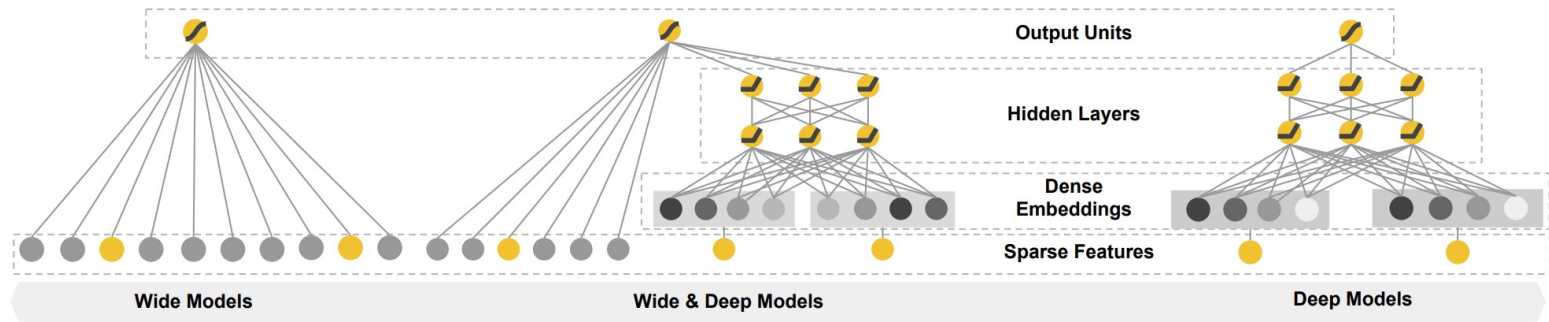 Output Units
Hidden Layers
Dense
Embeddings
Sparse Features
Wide Models
Wide & Deep Models
Deep Models